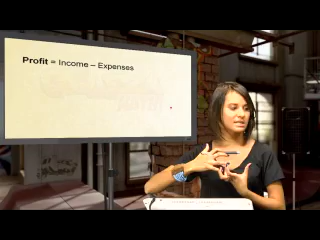 Profit = Income – Expenses